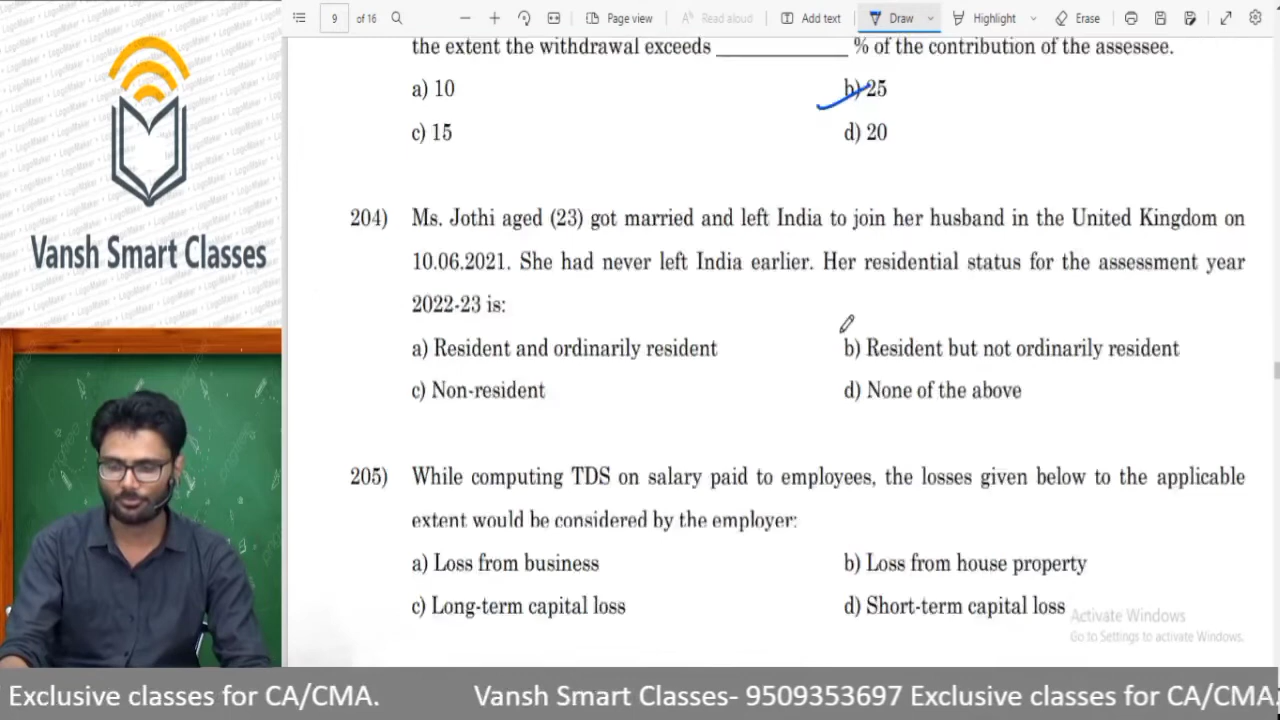 9 of 16 Page view Read aloud Add text Draw Highlight Erase
the extent the withdrawal exceeds ____________ % of the contribution of the assessee.
a) 10 b) 25
c) 15 d) 20
204) Ms. Jothi aged (23) got married and left India to join her husband in the United Kingdom on
10.06.2021. She had never left India earlier. Her residential status for the assessment year
2022-23 is:
a) Resident and ordinarily resident b) Resident but not ordinarily resident
c) Non-resident d) None of the above
205) While computing TDS on salary paid to employees, the losses given below to the applicable
extent would be considered by the employer:
a) Loss from business b) Loss from house property
c) Long-term capital loss d) Short-term capital loss
Activate Windows
Go to Settings to activate Windows.
Vansh Smart Classes
Exclusive classes for CA/CMA. Vansh Smart Classes- 9509353697 Exclusive classes for CA/CMA